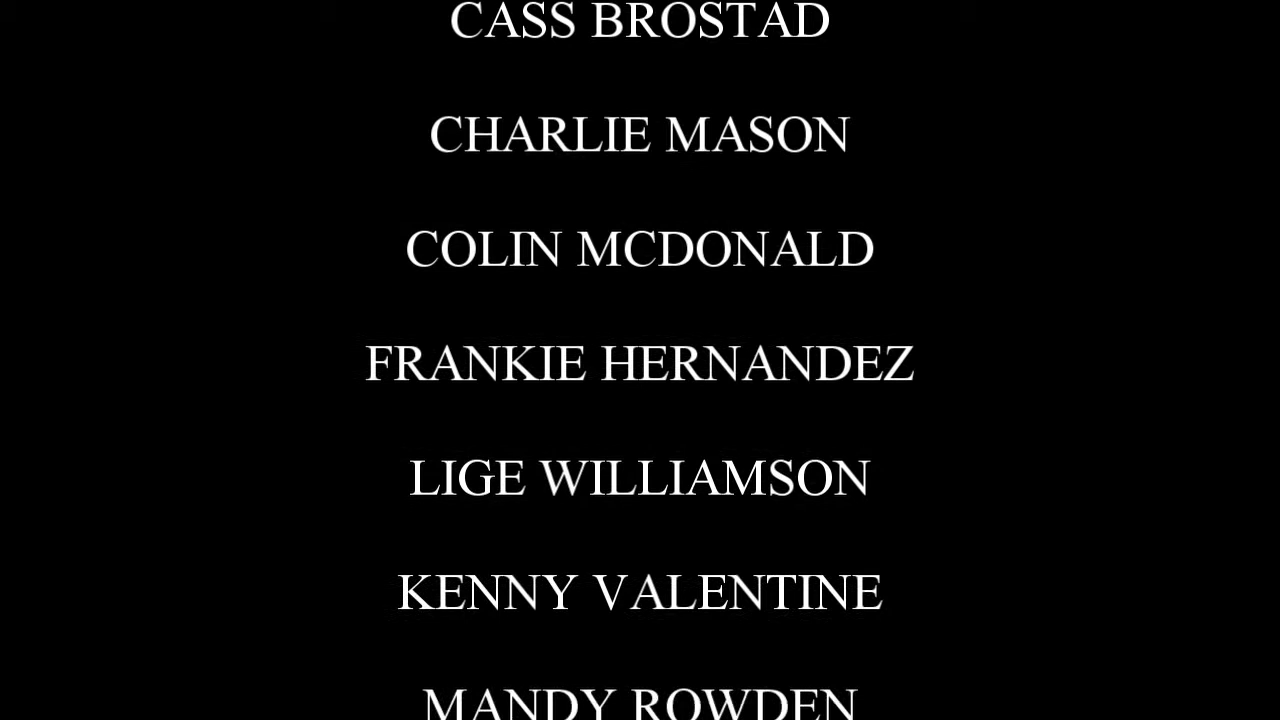 CASS BROSTAD
CHARLIE MASON
COLIN MCDONALD
FRANKIE HERNANDEZ
LIGE WILLIAMSON
KENNY VALENTINE
MANDY ROWDEN